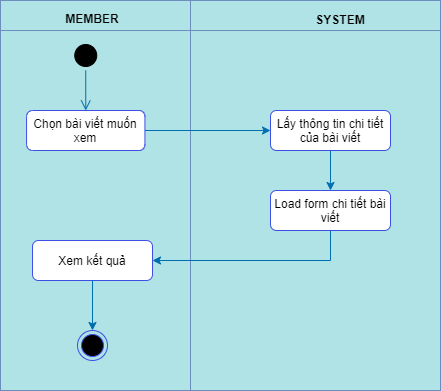 MEMBER
SYSTEM
Chọn bài viết muốn
xem
Lấy thông tin chi tiết
của bài viết
Load form chi tiết bài
viết
Xem kết quả